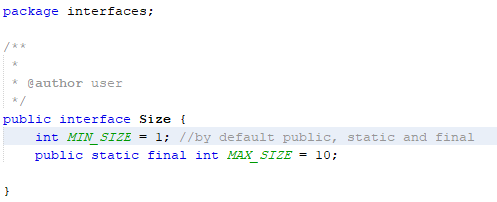 package interfaces;
/**
 *
 * @author user
 */
public interface Size {
    int MIN_SIZE = 1; //by default public, static and final
    public static final int MAX_SIZE = 10;
}